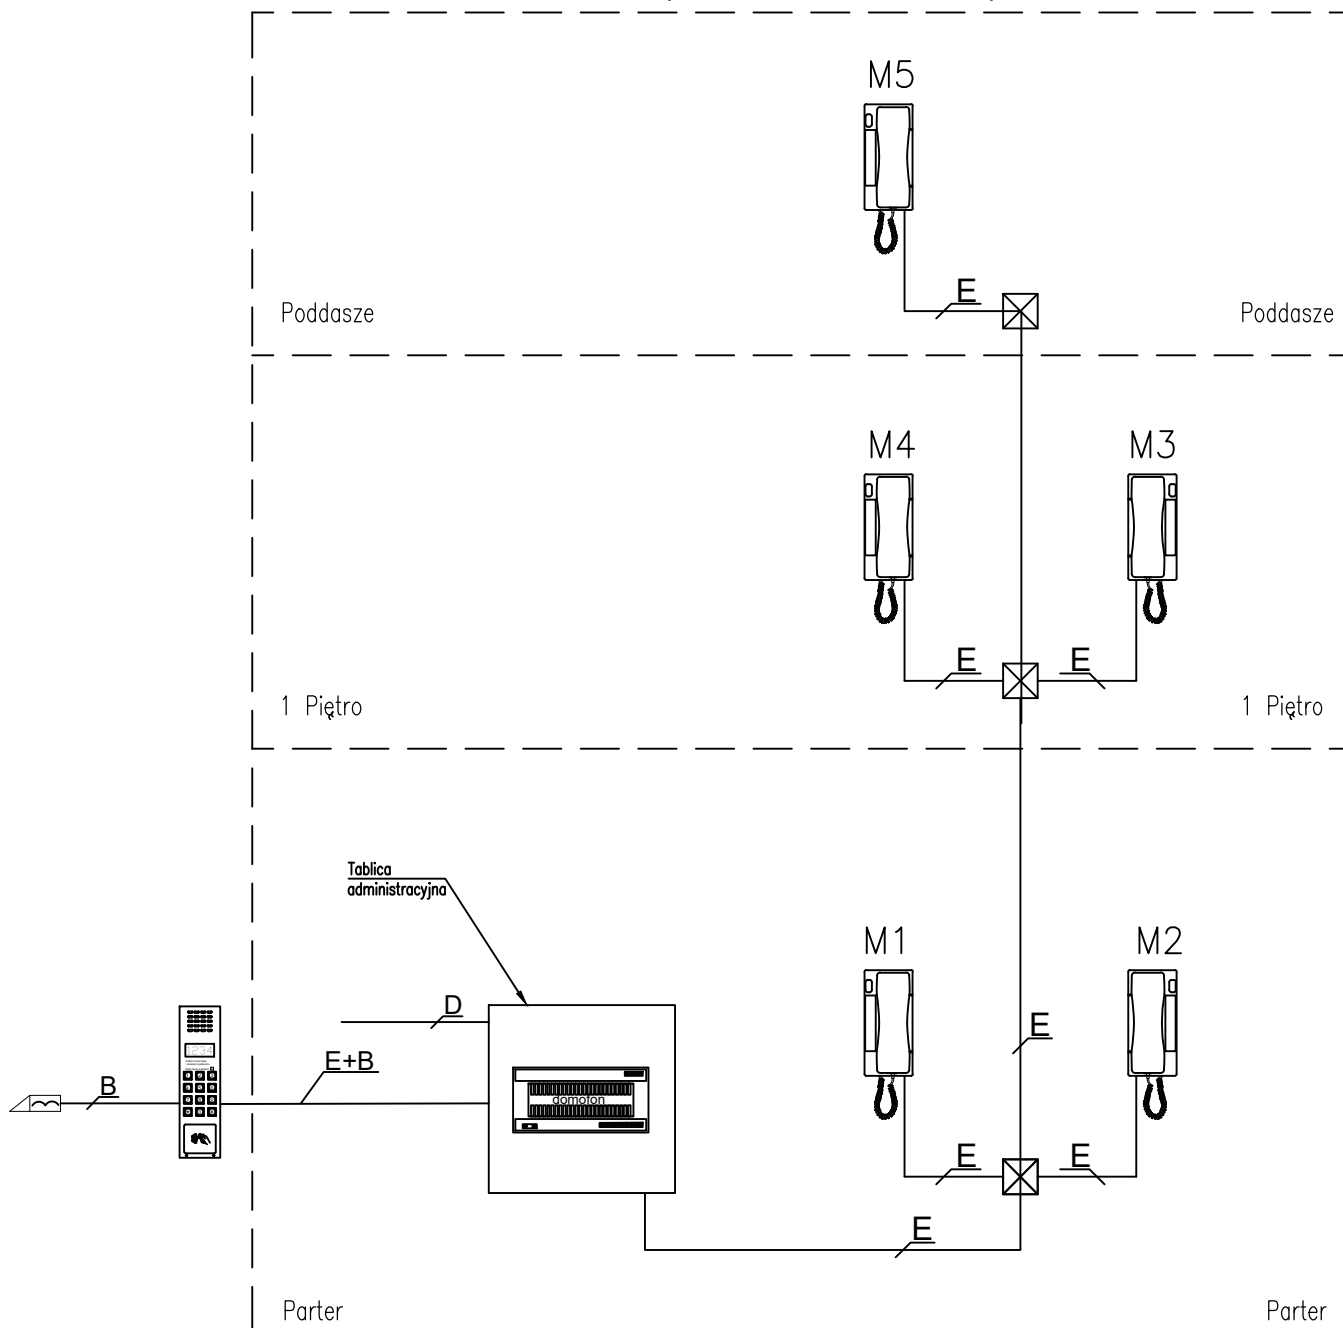 M5
E
Poddasze
Poddasze
M4
M3
E
E
1 Piętro
1 Piętro
Tablica
administracyjna
M1
M2
D
E
E+B
B
domofon
E
E
E
Parter
Parter